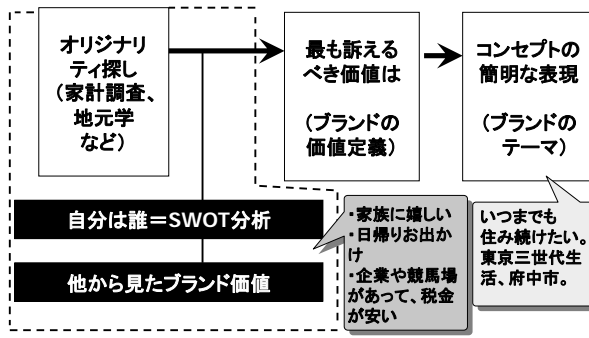 オリジナリ
ティ探し
(家計調査、
地元学
など)
最も訴える
べき価値は
(ブランドの
価値定義)
コンセプトの
簡明な表現
(ブランドの
テーマ)
自分は誰＝SWOT分析
他から見たブランド価値
・家族に嬉しい
・日帰りお出か
け
・企業や競馬場
があって、税金
が安い
いつまでも
住み続けたい。
東京三世代生
活、府中市。